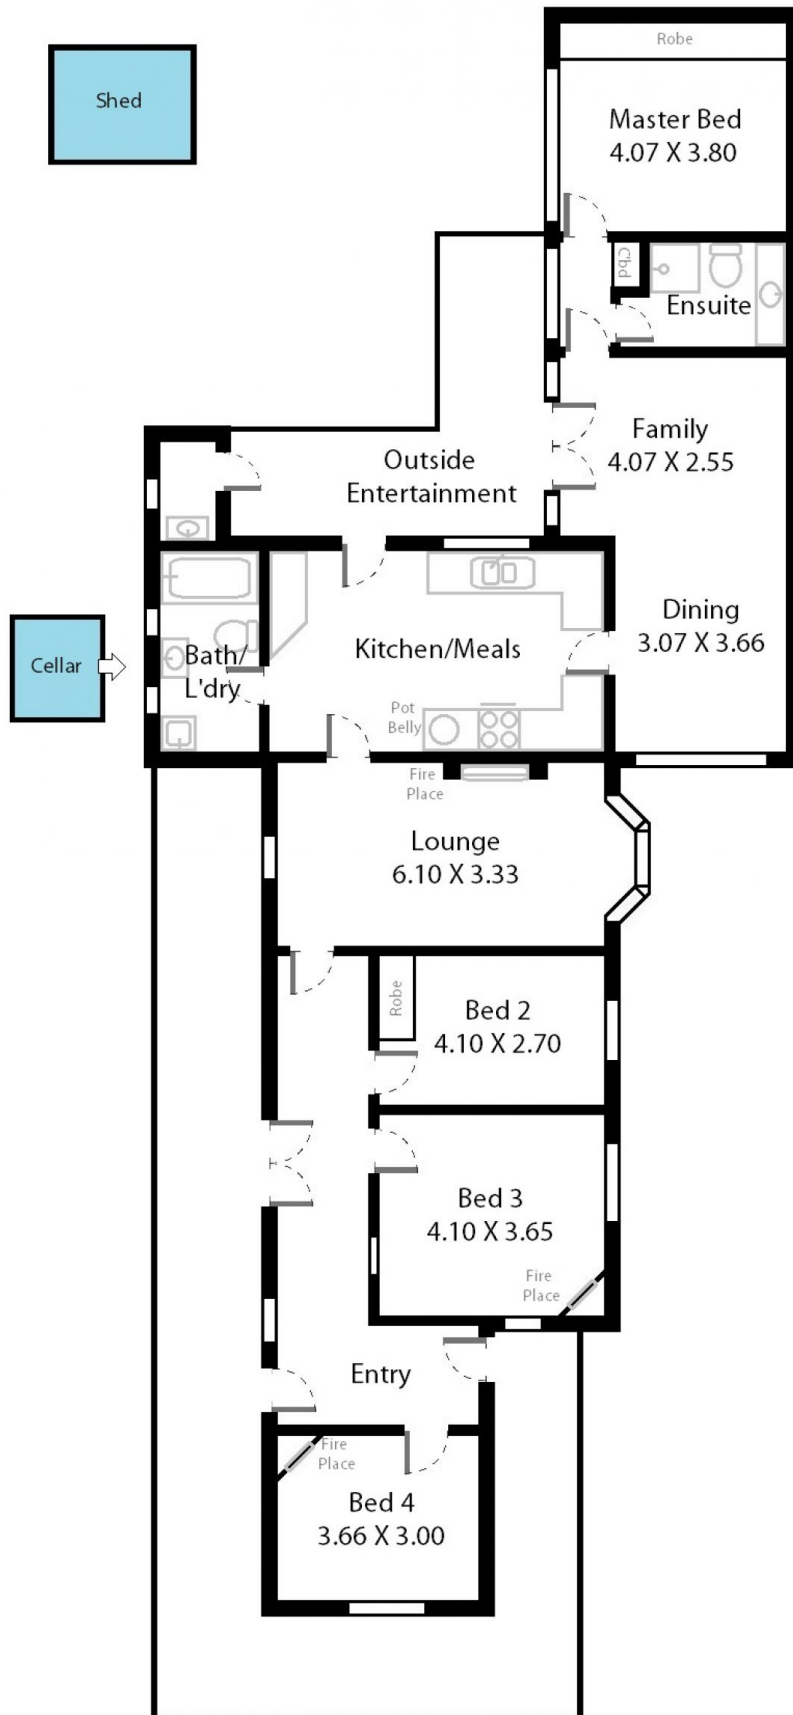 Robe
Shed
Master Bed
4.07 X 3.80
Cbd
Ensuite
Family
4.07 X 2.55
Outside
Entertainment
Dining
3.07 X 3.66
Kitchen/Meals
Bath/
L'dry
Cellar
Pot
Belly
Fire
Place
Lounge
6.10 X 3.33
Robe
Bed 2
4.10 X 2.70
Bed 3
4.10 X 3.65
Fire
Place
Entry
Fire
Place
Bed 4
3.66 X 3.00